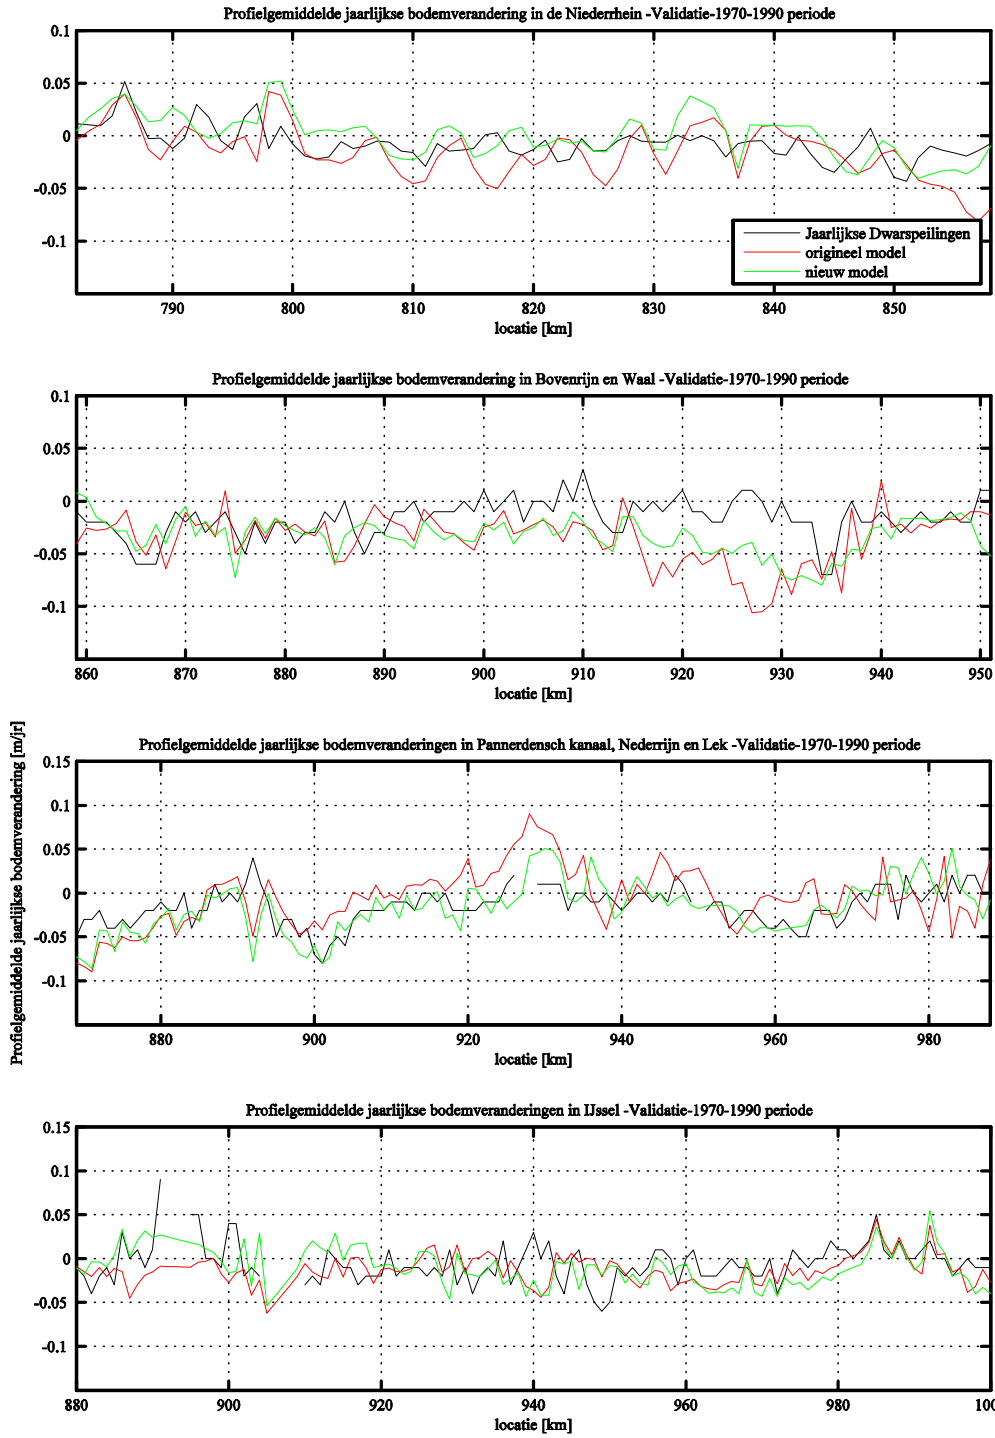 Profielgemiddelde jaarlijkse bodemverandering in de Niederrhein -Validatie-1970-1990 periode
0.1
0.05
0
-0.05
-0.1
790 800 810 820 830 840 850
locatie [km]
Jaarlijkse Dwarspeilingen
origineel model
nieuw model
Profielgemiddelde jaarlijkse bodemverandering in Bovenrijn en Waal -Validatie-1970-1990 periode
0.1
0.05
0
-0.05
-0.1
860 870 880 890 900 910 920 930 940 950
locatie [km]
Profielgemiddelde jaarlijkse bodemverandering [m/jr]
Profielgemiddelde jaarlijkse bodemveranderingen in Pannerdensch kanaal, Nederrijn en Lek -Validatie-1970-1990 periode
0.15
0.1
0.05
0
-0.05
-0.1
880 900 920 940 960 980
locatie [km]
Profielgemiddelde jaarlijkse bodemveranderingen in IJssel -Validatie-1970-1990 periode
0.15
0.1
0.05
0
-0.05
-0.1
880 900 920 940 960 980 100
locatie [km]